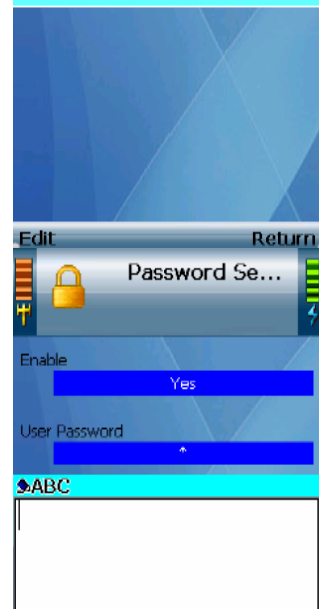 Edit Return
Password Se...
Enable
Yes
User Password
*
ABC